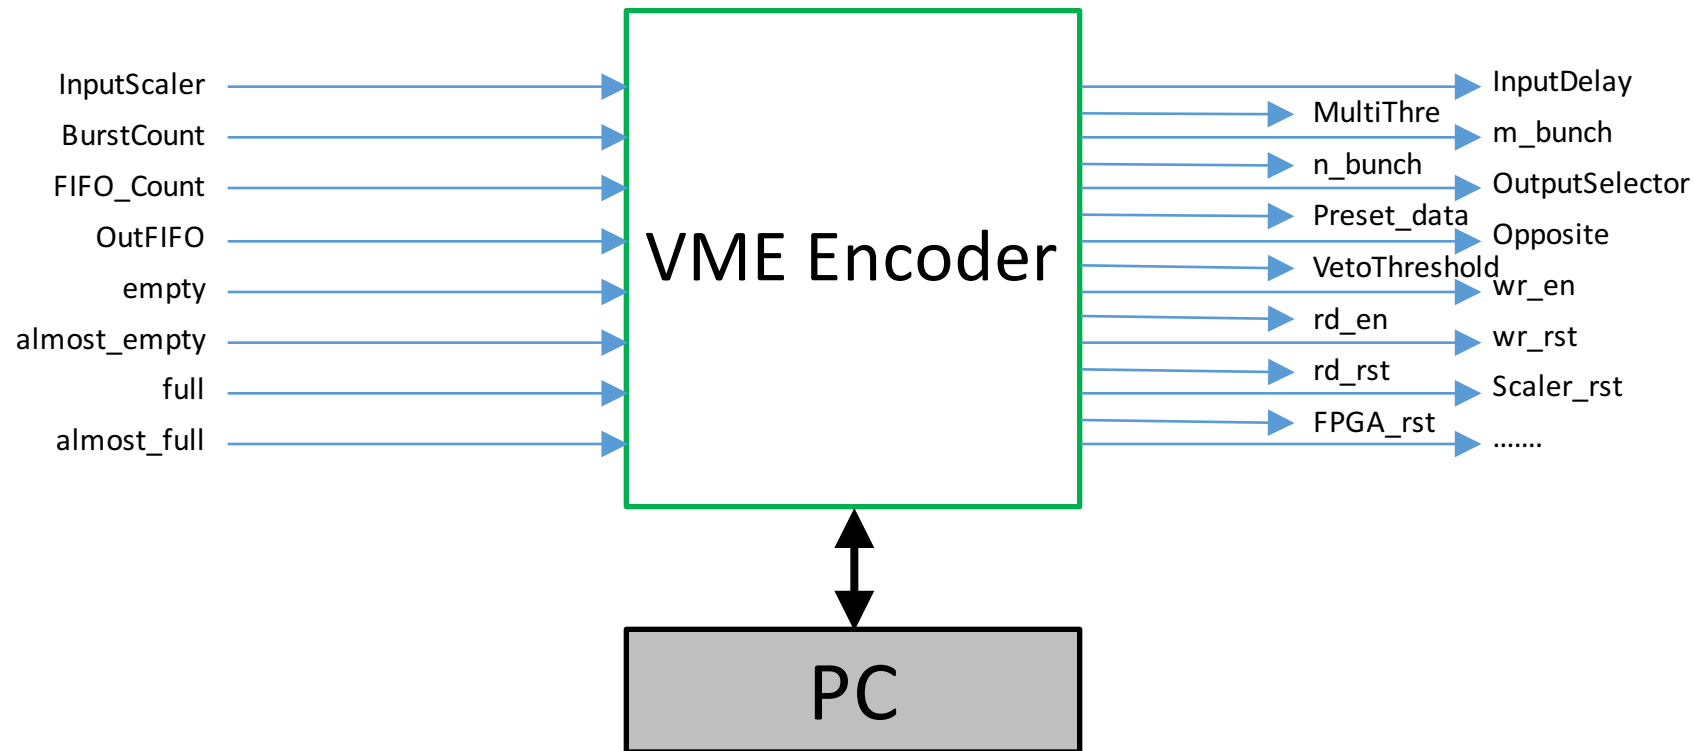 InputScaler
BurstCount
FIFO_Count
OutFIFO
empty
almost_empty
full
almost_full
VME Encoder
InputDelay
MultiThre
m_bunch
n_bunch
OutputSelector
Preset_data
Opposite
VetoThreshold
wr_en
rd_en
wr_rst
rd_rst
Scaler_rst
FPGA_rst
.......
PC